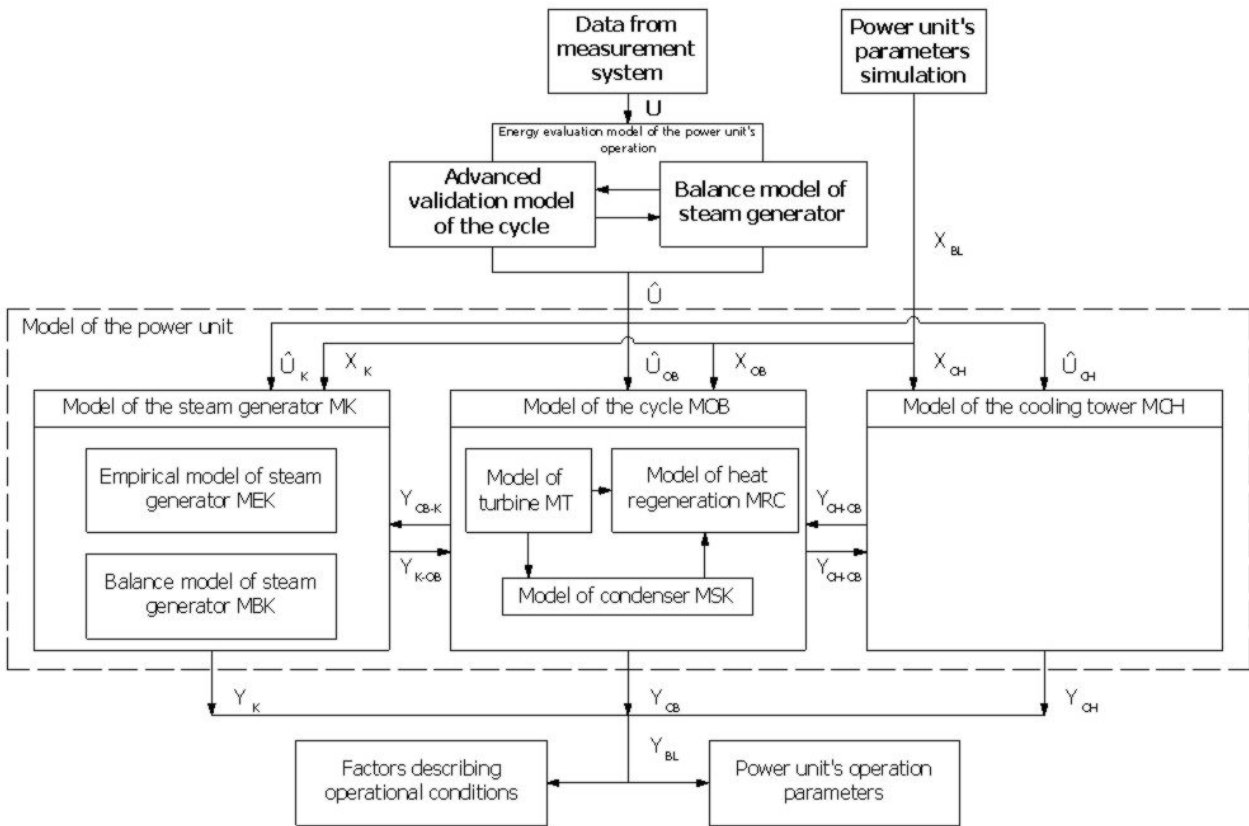 Data from
measurement
system
Power unit's
parameters
simulation
U
Energy evaluation model of the power unit's
operation
Advanced
validation model
of the cycle
Balance model of
steam generator
X BL
Û
Model of the power unit
Û K
X K
Û OB
X OB
X CH
Û CH
Model of the steam generator MK
Model of the cycle MOB
Model of the cooling tower MCH
Empirical model of steam
generator MEK
Model of
turbine MT
Model of heat
regeneration MRC
Y OB-K
Y CH-OB
Y K-OB
Y CH-OB
Balance model of steam
generator MBK
Model of condenser MSK
Y K
Y OB
Y CH
Y BL
Factors describing
operational conditions
Power unit's operation
parameters